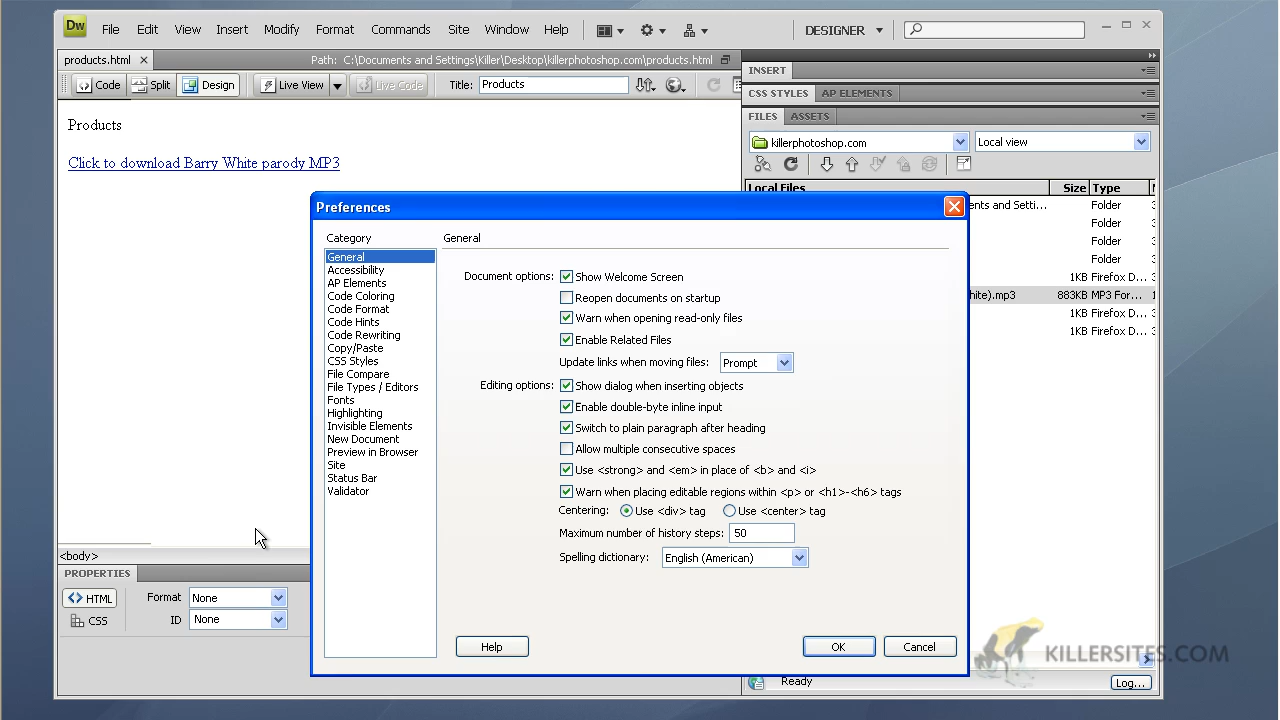 Dw File Edit View Insert Modify Format Commands Site Window Help DESIGNER
products.html Path: C:\Documents and Settings\Killer\Desktop\killerphotoshop.com\products.html
Code Split Design Live View Live Code Title: Products
Products
Click to download Barry White parody MP3
INSERT
CSS STYLES AP ELEMENTS
FILES ASSETS
killerphotoshop.com Local view
Local Files Size Type
nts and Setti... Folder
Folder
Folder
Folder
1KB Firefox D...
hite).mp3 883KB MP3 For...
1KB Firefox D...
1KB Firefox D...
Preferences
Category General
General
Accessibility
AP Elements
Code Coloring
Code Format
Code Hints
Code Rewriting
Copy/Paste
CSS Styles
File Compare
File Types / Editors
Fonts
Highlighting
Invisible Elements
New Document
Preview in Browser
Site
Status Bar
Validator
Document options: Show Welcome Screen
Reopen documents on startup
Warn when opening read-only files
Enable Related Files
Update links when moving files: Prompt
Editing options: Show dialog when inserting objects
Enable double-byte inline input
Switch to plain paragraph after heading
Allow multiple consecutive spaces
Use <strong> and <em> in place of <b> and <i>
Warn when placing editable regions within <p> or <h1>-<h6> tags
Centering: Use <div> tag Use <center> tag
Maximum number of history steps: 50
Spelling dictionary: English (American)
Help OK Cancel
<body>
PROPERTIES
HTML Format None
CSS ID None
KILLERSITES.COM
Ready Log...